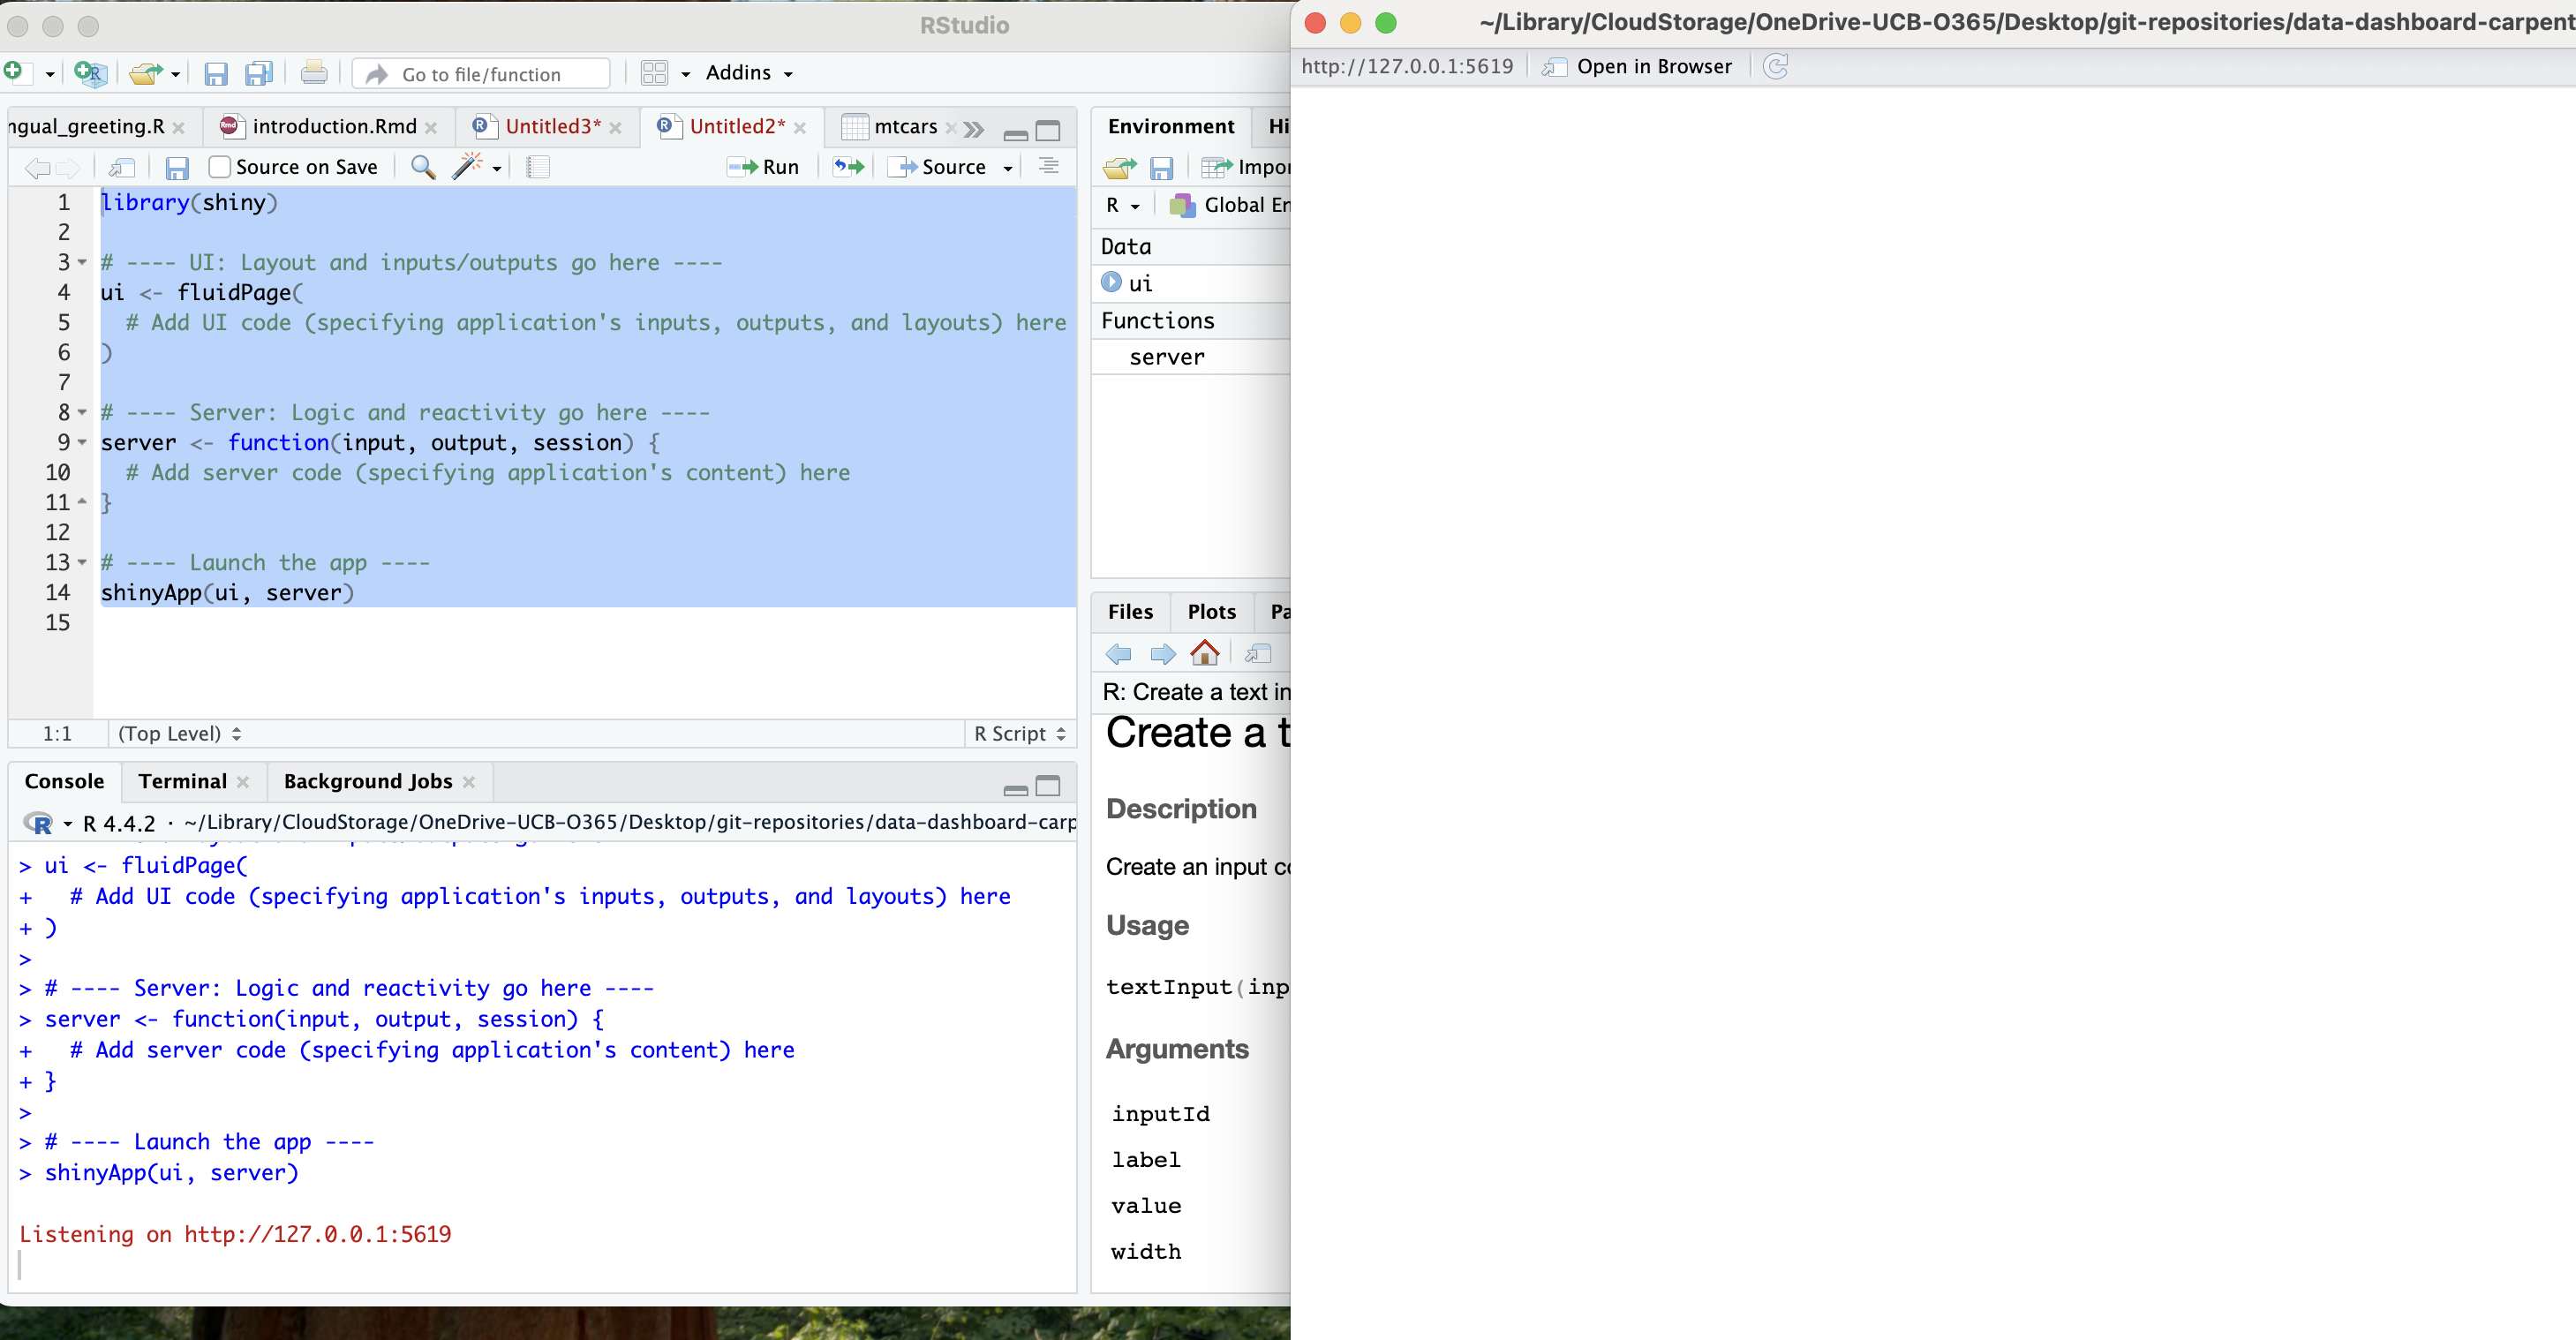 RStudio
Go to file/function
Addins
ngual_greeting.R
introduction.Rmd
Untitled3*
Untitled2*
mtcars
Source on Save
Run
Source
1 library(shiny)
2
3 # ---- UI: Layout and inputs/outputs go here ----
4 ui <- fluidPage(
5   # Add UI code (specifying application's inputs, outputs, and layouts) here
6 )
7
8 # ---- Server: Logic and reactivity go here ----
9 server <- function(input, output, session) {
10   # Add server code (specifying application's content) here
11 }
12
13 # ---- Launch the app ----
14 shinyApp(ui, server)
15
1:1 (Top Level) R Script
Console Terminal Background Jobs
R 4.4.2 · ~/Library/CloudStorage/OneDrive-UCB-O365/Desktop/git-repositories/data-dashboard-carp
> ui <- fluidPage(
+   # Add UI code (specifying application's inputs, outputs, and layouts) here
+ )
>
> # ---- Server: Logic and reactivity go here ----
> server <- function(input, output, session) {
+   # Add server code (specifying application's content) here
+ }
>
> # ---- Launch the app ----
> shinyApp(ui, server)
Listening on http://127.0.0.1:5619
Environment Hi
Impor
R Global En
Data
ui
Functions
server
Files Plots Pa
R: Create a text in
Create a t
Description
Create an input co
Usage
textInput(inp
Arguments
inputId
label
value
width
~/Library/CloudStorage/OneDrive-UCB-O365/Desktop/git-repositories/data-dashboard-carpent
http://127.0.0.1:5619 Open in Browser